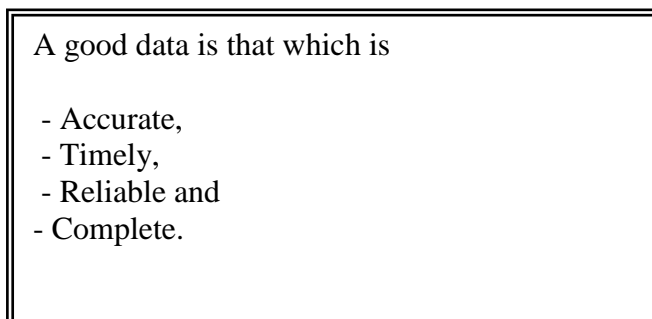 A good data is that which is
- Accurate,
- Timely,
- Reliable and
- Complete.